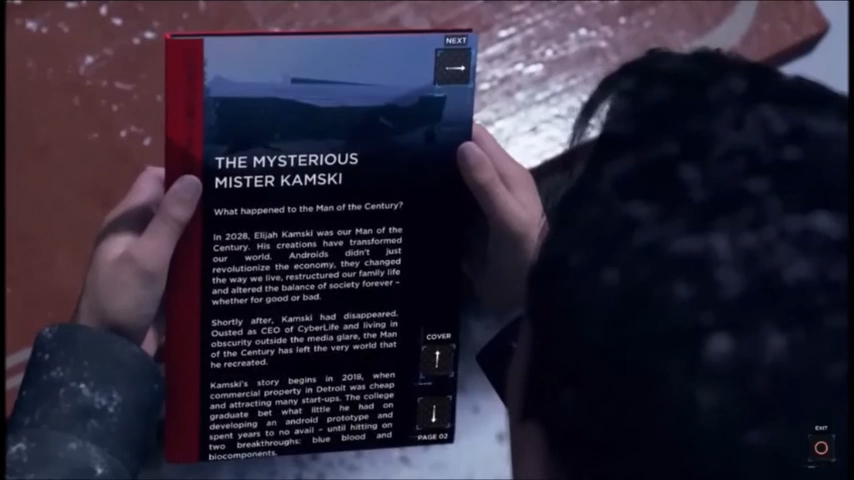 NEXT
THE MYSTERIOUS
MISTER KAMSKI
What happened to the Man of the Century?
In 2028, Elijah Kamski was our Man of the
Century. His creations have transformed
our world. Androids didn't just
revolutionize the economy, they changed
the way we live, restructured our family life
and altered the balance of society forever –
whether for good or bad.
Shortly after, Kamski had disappeared.
Ousted as CEO of CyberLife and living in
obscurity outside the media glare, the Man
of the Century has left the very world that
he recreated.
Kamski's story begins in 2018, when
commercial property in Detroit was cheap
and attracting many start-ups. The college
graduate bet what little he had on
developing an android prototype and
spent years to no avail – until hitting on
two breakthroughs: blue blood and
biocomponents.
COVER
PAGE 02
EXIT